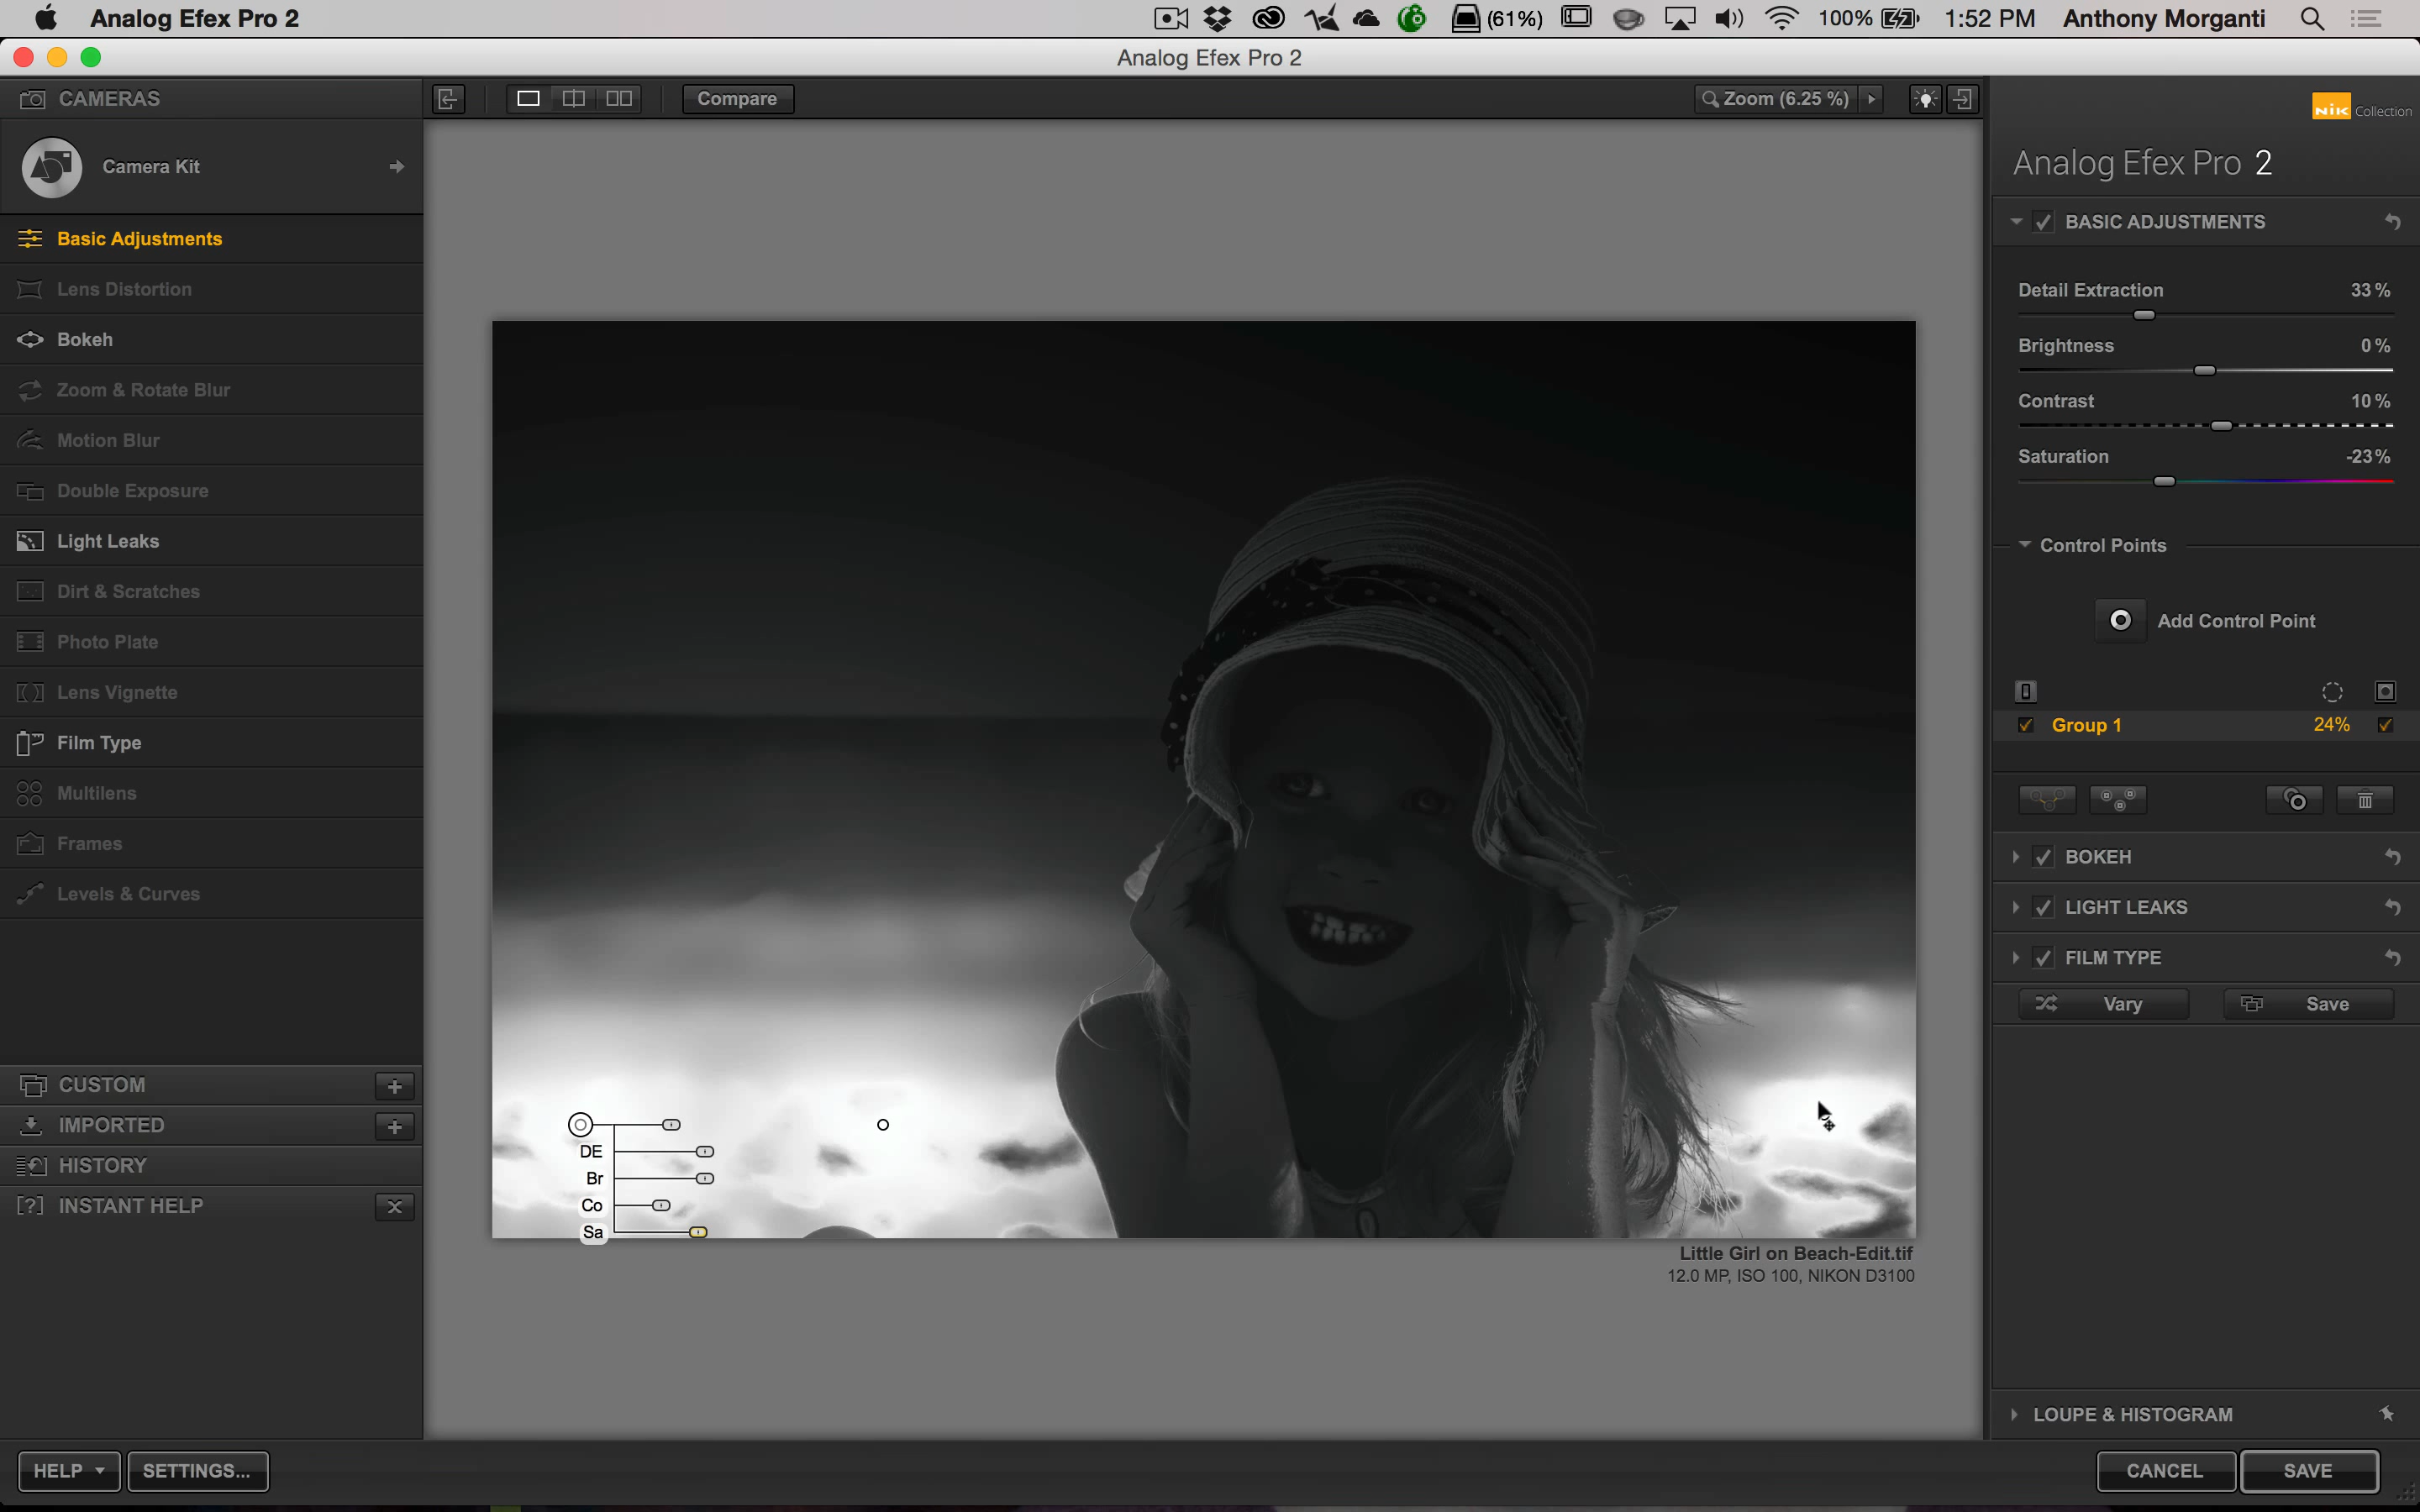 Analog Efex Pro 2
(61%)
100%
1:52 PM
Anthony Morganti
Analog Efex Pro 2
CAMERAS
Compare
Zoom (6.25 %)
Nik Collection
Camera Kit
Analog Efex Pro 2
Basic Adjustments
Lens Distortion
Bokeh
Zoom & Rotate Blur
Motion Blur
Double Exposure
Light Leaks
Dirt & Scratches
Photo Plate
Lens Vignette
Film Type
Multilens
Frames
Levels & Curves
CUSTOM
IMPORTED
HISTORY
[?] INSTANT HELP
DE
Br
Co
Sa
Little Girl on Beach-Edit.tif
12.0 MP, ISO 100, NIKON D3100
BASIC ADJUSTMENTS
Detail Extraction 33 %
Brightness 0 %
Contrast 10 %
Saturation -23%
Control Points
Add Control Point
Group 1 24%
BOKEH
LIGHT LEAKS
FILM TYPE
Vary Save
LOUPE & HISTOGRAM
HELP SETTINGS...
CANCEL SAVE